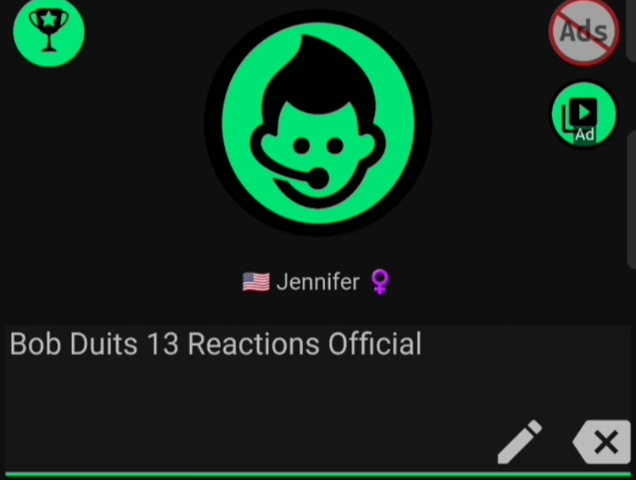 Ads
Ad
🇺🇸 Jennifer ♀
Bob Duits 13 Reactions Official